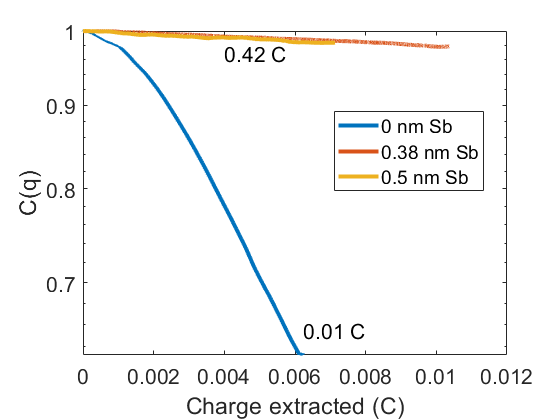 1
0.42 C
0.9
0 nm Sb
0.38 nm Sb
0.5 nm Sb
C(q)
0.8
0.7
0.01 C
0 0.002 0.004 0.006 0.008 0.01 0.012
Charge extracted (C)